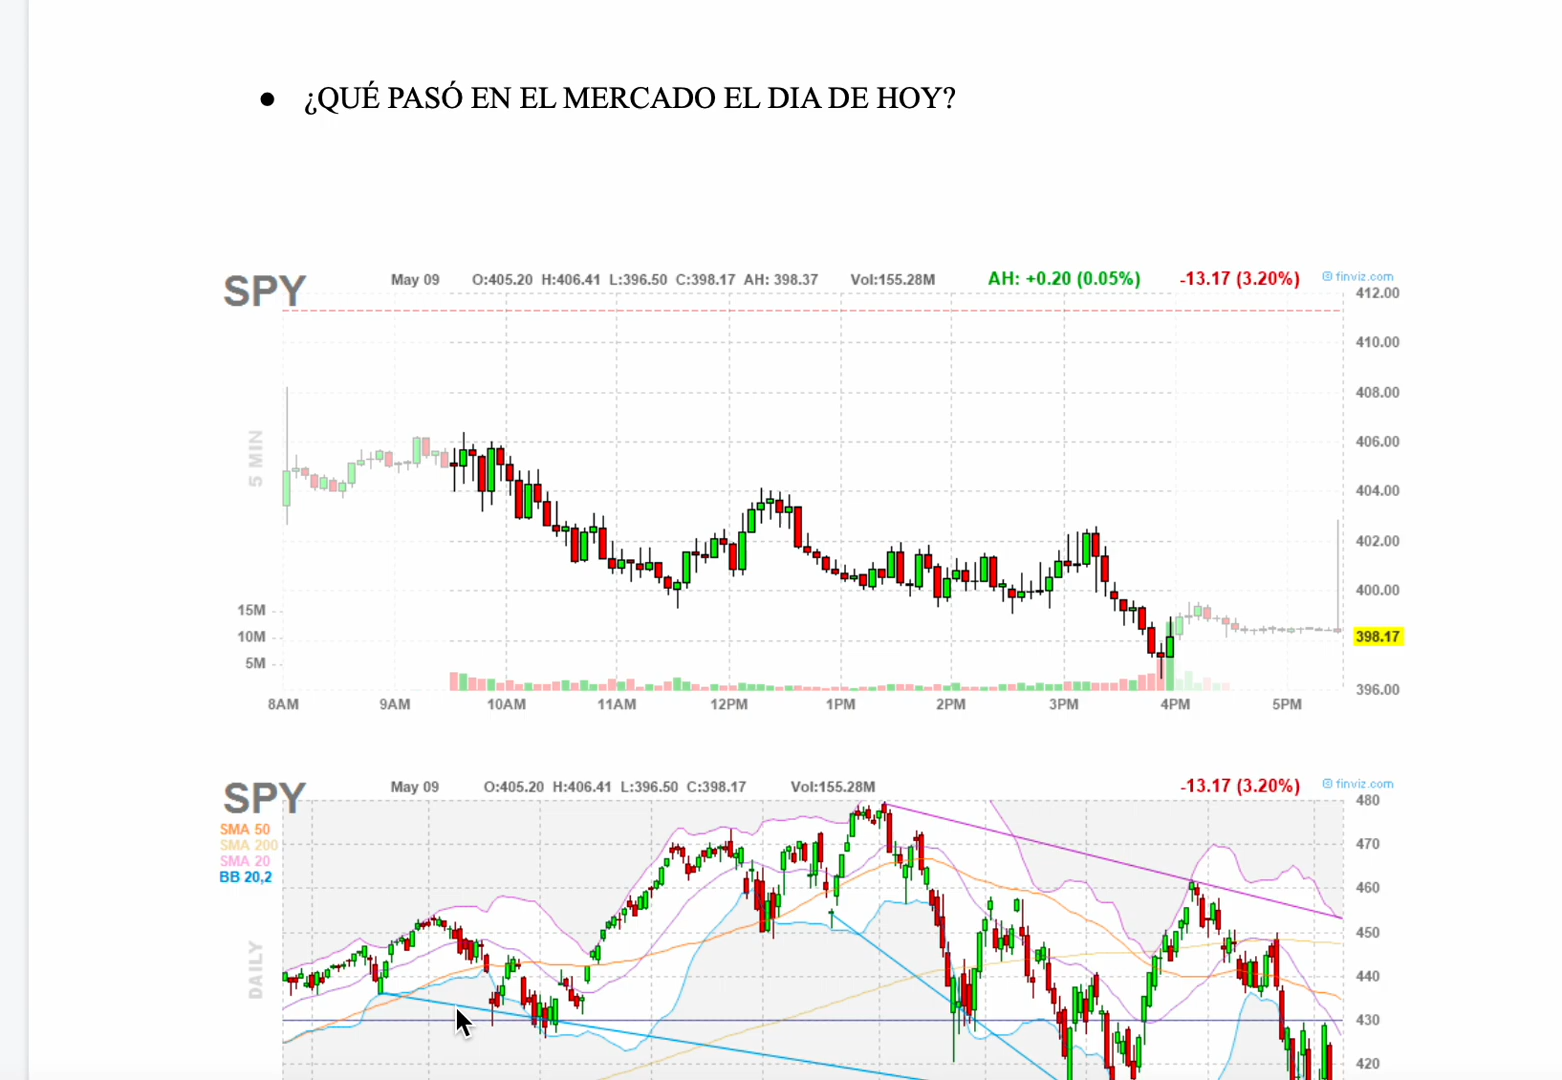 ● ¿QUÉ PASÓ EN EL MERCADO EL DIA DE HOY?
SPY May 09 O:405.20 H:406.41 L:396.50 C:398.17 AH: 398.37 Vol:155.28M AH: +0.20 (0.05%) -13.17 (3.20%) © finviz.com
412.00
410.00
408.00
5 MIN
406.00
404.00
402.00
400.00
15M
10M
398.17
5M
396.00
8AM 9AM 10AM 11AM 12PM 1PM 2PM 3PM 4PM 5PM
SPY May 09 O:405.20 H:406.41 L:396.50 C:398.17 Vol:155.28M -13.17 (3.20%) © finviz.com
480
SMA 50
SMA 200
470
SMA 20
BB 20,2
460
450
DAILY
440
430
420